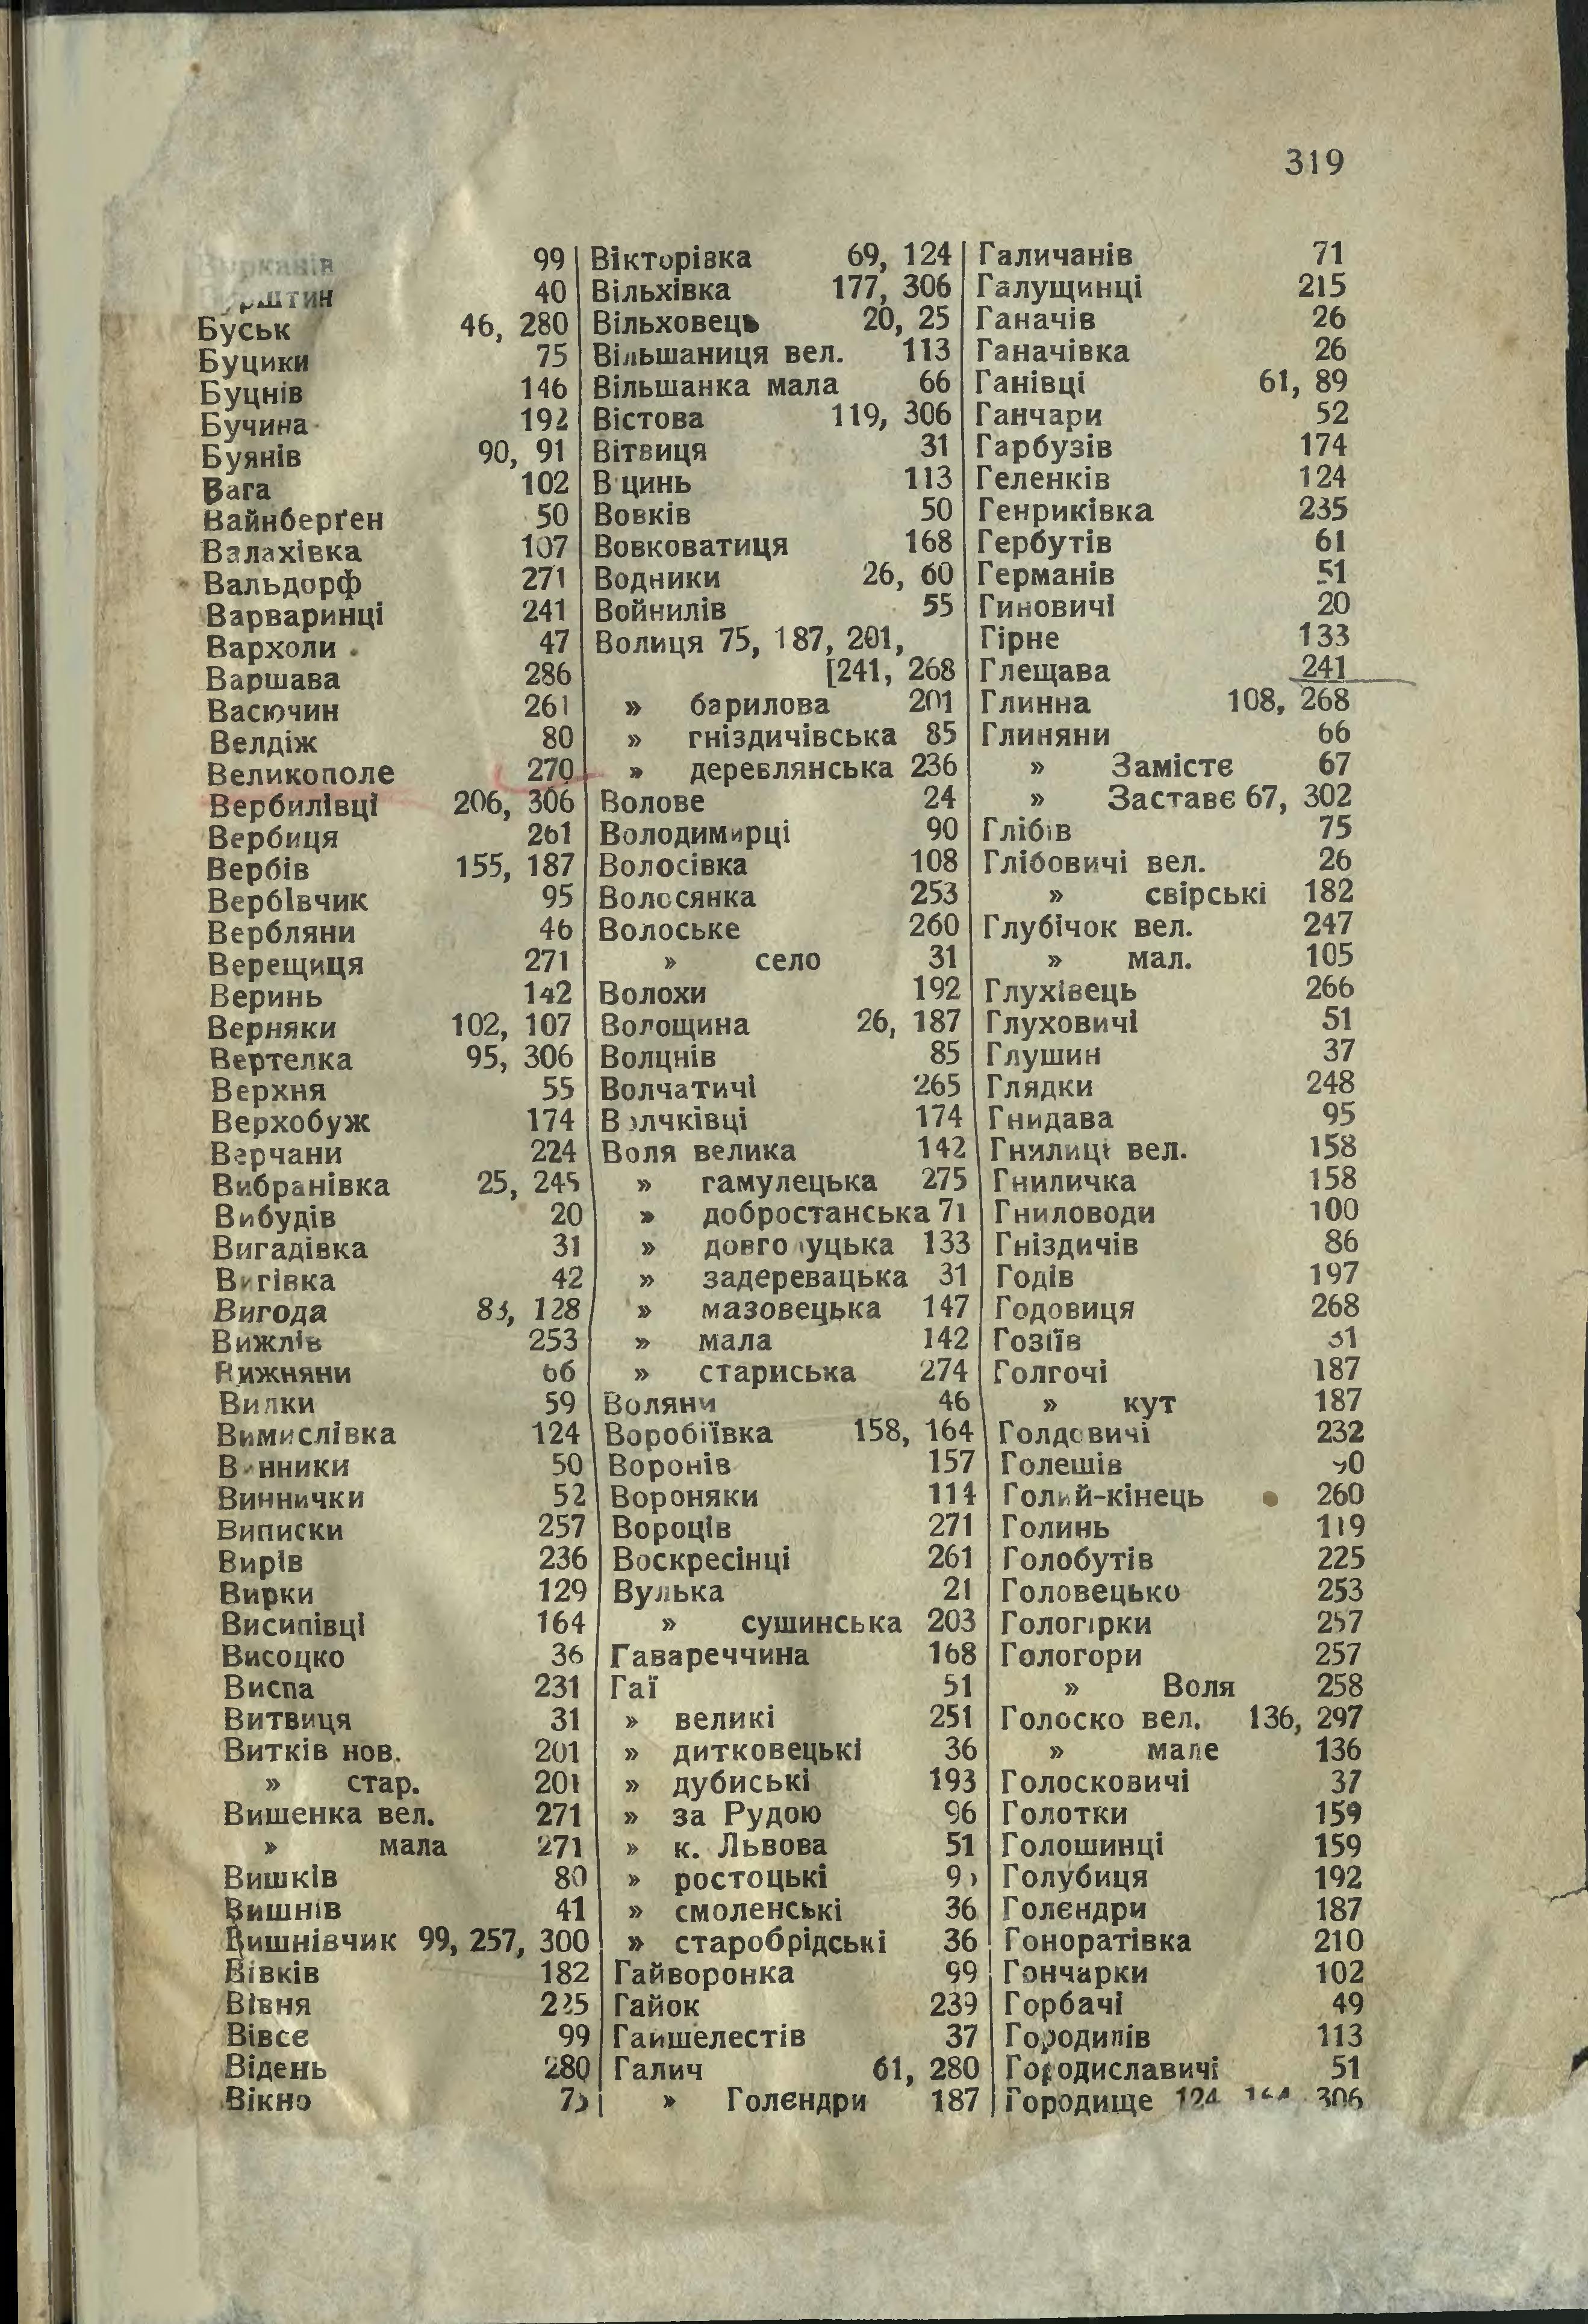 319
Бурканів 99
Буськ 46, 280
Буцики 75
Буцнів 146
Бучина 192
Буянів 90, 91
Вага 102
Вайнберґен 50
Валахівка 107
Вальдорф 271
Варваринці 241
Вархоли 47
Варшава 286
Васючин 261
Велдіж 80
Великополе 270
Вербилівці 206, 306
Вербиця 261
Вербів 155, 187
Вербівчик 95
Вербляни 46
Верещиця 271
Веринь 142
Верняки 102, 107
Вертелка 95, 306
Верхня 55
Верхобуж 174
Верчани 224
Вибранівка 25,
Вибудів 20
Вигадівка 31
Вигівка 42
Вигода 83, 128
Вижлів 253
Вижняни 66
Вилки 59
Вимислівка 124
Винники 50
Виннички 52
Виписки 257
Вирів 236
Вирки 129
Висипівці 164
Висоцко 36
Виспа 231
Витвиця 31
Витків нов. 201
» стар. 201
Вишенка вел. 271
» мала 271
Вишків 80
Вишнів 41
Вишнівчик 99, 257, 300
Вівків 182
Вівня 225
Вівсє 99
Відень 280
Вікно
Вікторівка 69, 124
Вільхівка 177, 306
Вільховець 20, 25
Вільшаниця вел. 113
Вільшанка мала 66
Вістова 119, 306
Вітвиця 31
Віцинь 113
Вовків 50
Вовковатиця 168
Водники 26, 60
Войнилів 55
Волиця 75, 187, 201,
[241, 268
» барилова 201
» гніздичівська 85
» деревлянська 236
Волове 24
Володимирці 90
Волосівка 108
Волосянка 253
Волоське 260
» село 31
Волохи 192
Волощина 26, 187
Волцнів 85
Волчатичі 265
Волчківці 174
Воля велика 142
» гамулецька 275
» добростанська 71
» довголуцька 133
» задеревацька 31
» мазовецька 147
» мала 142
» стариська 274
Воляни 46
Воробіївка 158, 164
Воронів 157
Вороняки 114
Вороців 271
Воскресінці 261
Вулька 21
» сушинська 203
Гавареччина 168
Гаї 51
» великі 251
» дитковецькі 36
» дубиські 193
» за Рудою 96
» к. Львова 51
» ростоцькі
» смоленські 36
» старобрідські 36
Гайворонка 99
Гайок 239
Гайшелестів 37
Галич 61, 280
» Голєндри 187
Галичанів 71
Галущинці 215
Ганачів 26
Ганачівка 26
Ганівці 61, 89
Ганчари 52
Гарбузів 174
Геленків 124
Генриківка 235
Гербутів 61
Германів 51
Гиновичі 20
Гірне 133
Глещава 241
Глинна 108, 268
Глиняни 66
» Замістє 67
» Заставє 67, 302
Глібів 75
Глібовичі вел. 26
» свірські 182
Глубічок вел. 247
» мал. 105
Глухівець 266
Глуховичі 51
Глушин 37
Глядки 248
Гнидава 95
Гнилиці вел. 158
Гниличка 158
Гниловоди 100
Гніздичів 86
Годів 197
Годовиця 268
Гозіїв 31
Голгочі 187
» кут 187
Голдовичі 232
Голешів
Голий-кінець 260
Голинь 119
Голобутів 225
Головецько 253
Гологірки 257
Гологори 257
» Воля 258
Голоско вел. 136, 297
» мале 136
Голосковичі 37
Голотки 159
Голошинці 159
Голубиця 192
Голєндри 187
Гоноратівка 210
Гончарки 102
Горбачі 49
Городилів 113
Городиславичі 51
Городище 124 306